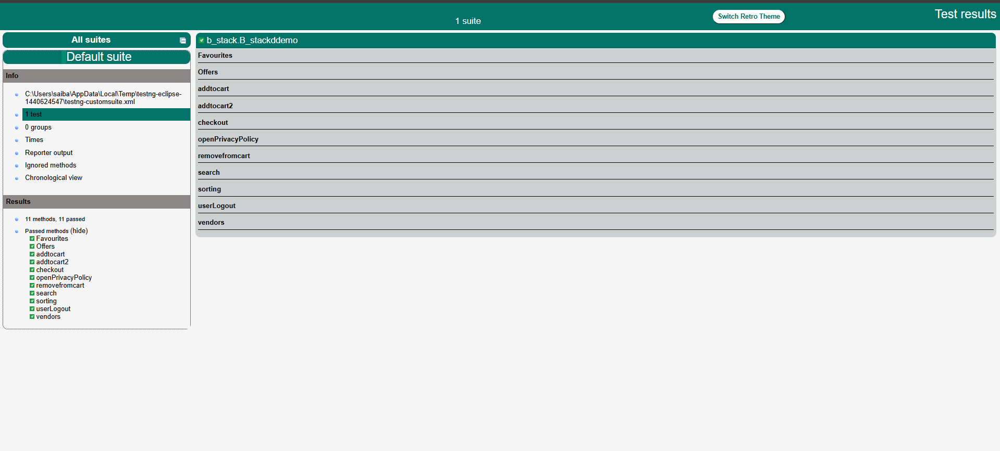 1 suite
Switch Retro Theme
Test results
All suites
Default suite
Info
C:\Users\saiba\AppData\Local\Temp\testng-eclipse-
1440624547\testng-customsuite.xml
1 test
0 groups
Times
Reporter output
Ignored methods
Chronological view
Results
11 methods, 11 passed
Passed methods (hide)
Favourites
Offers
addtocart
addtocart2
checkout
openPrivacyPolicy
removefromcart
search
sorting
userLogout
vendors
b_stack.B_stackddemo
Favourites
Offers
addtocart
addtocart2
checkout
openPrivacyPolicy
removefromcart
search
sorting
userLogout
vendors